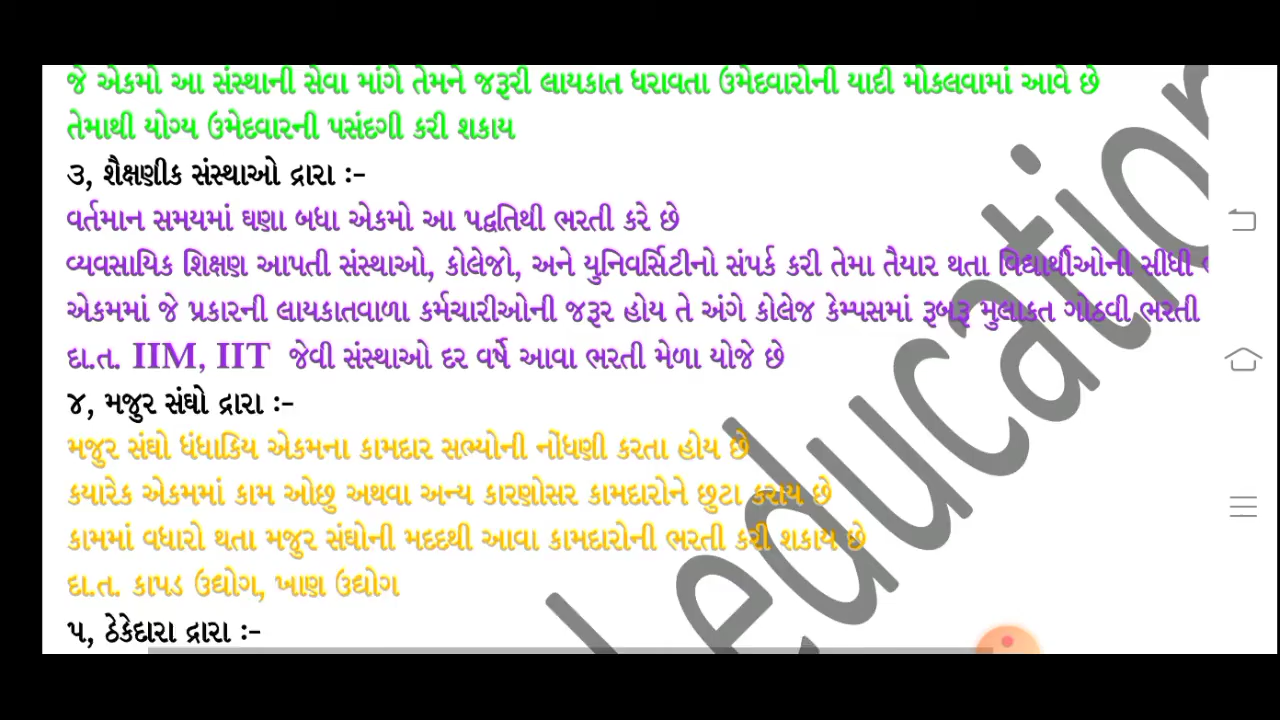 જે એકમો આ સંસ્થાની સેવા માંગે તેમને જરૂરી લાયકાત ધરાવતા ઉમેદવારોની યાદી મોકલવામાં આવે છે
તેમાથી યોગ્ય ઉમેદવારની પસંદગી કરી શકાય
૩, શૈક્ષણીક સંસ્થાઓ દ્રારા :-
વર્તમાન સમયમાં ઘણા બધા એકમો આ પદ્વતિથી ભરતી કરે છે
વ્યવસાયિક શિક્ષણ આપતી સંસ્થાઓ, કોલેજો, અને યુનિવર્સિટીનો સંપર્ક કરી તેમા તૈયાર થતા વિદ્યાર્થીઓની સીધી
એકમમાં જે પ્રકારની લાયકાતવાળા કર્મચારીઓની જરૂર હોય તે અંગે કોલેજ કેમ્પસમાં રૂબરૂ મુલાકત ગોઠવી ભરતી
દા.ત. IIM, IIT જેવી સંસ્થાઓ દર વર્ષે આવા ભરતી મેળા યોજે છે
૪, મજુર સંઘો દ્રારા :-
મજુર સંઘો ધંધાકિય એકમના કામદાર સભ્યોની નોંધણી કરતા હોય છે
કયારેક એકમમાં કામ ઓછુ અથવા અન્ય કારણોસર કામદારોને છુટા કરાય છે
કામમાં વધારો થતા મજુર સંઘોની મદદથી આવા કામદારોની ભરતી કરી શકાય છે
દા.ત. કાપડ ઉદ્યોગ, ખાણ ઉદ્યોગ
૫, ઠેકેદારા દ્રારા :-
education